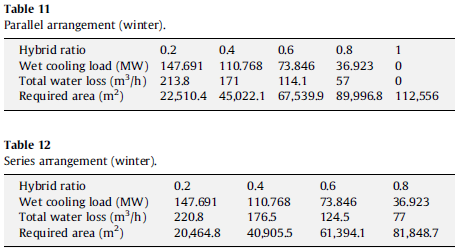 Table 11
Parallel arrangement (winter).
Hybrid ratio 0.2 0.4 0.6 0.8 1
Wet cooling load (MW) 147.691 110.768 73.846 36.923 0
Total water loss (m³/h) 213.8 171 114.1 57 0
Required area (m²) 22,510.4 45,022.1 67,539.9 89,996.8 112,556
Table 12
Series arrangement (winter).
Hybrid ratio 0.2 0.4 0.6 0.8
Wet cooling load (MW) 147.691 110.768 73.846 36.923
Total water loss (m³/h) 220.8 176.5 124.5 77
Required area (m²) 20,464.8 40,905.5 61,394.1 81,848.7